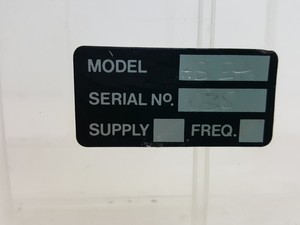 MODEL
SERIAL Nº.
SUPPLY FREQ.